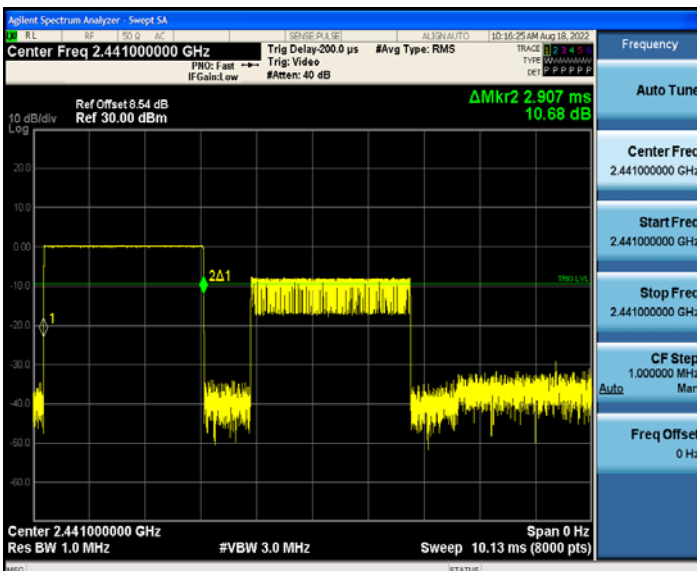 Agilent Spectrum Analyzer - Swept SA
RL RF 50 Ω AC SENSE:PULSE ALIGN AUTO 10:16:25 AM Aug 18, 2022
Center Freq 2.441000000 GHz
PNO: Fast
IFGain:Low
Trig Delay-200.0 µs
Trig: Video
#Atten: 40 dB
#Avg Type: RMS
TRACE 1 2 3 4 5 6
TYPE WWWWWW
DET P P P P P P
Frequency
Auto Tune
Center Freq
2.441000000 GHz
Start Freq
2.441000000 GHz
Stop Freq
2.441000000 GHz
CF Step
1.000000 MHz
Auto Man
Freq Offset
0 Hz
ΔMkr2 2.907 ms
10.68 dB
Ref Offset 8.54 dB
10 dB/div Ref 30.00 dBm
Log
20.0
10.0
0.00
-10.0
-20.0
-30.0
-40.0
-50.0
-60.0
2Δ1
1
TRIG LVL
Center 2.441000000 GHz Span 0 Hz
Res BW 1.0 MHz #VBW 3.0 MHz Sweep 10.13 ms (8000 pts)
MSG STATUS